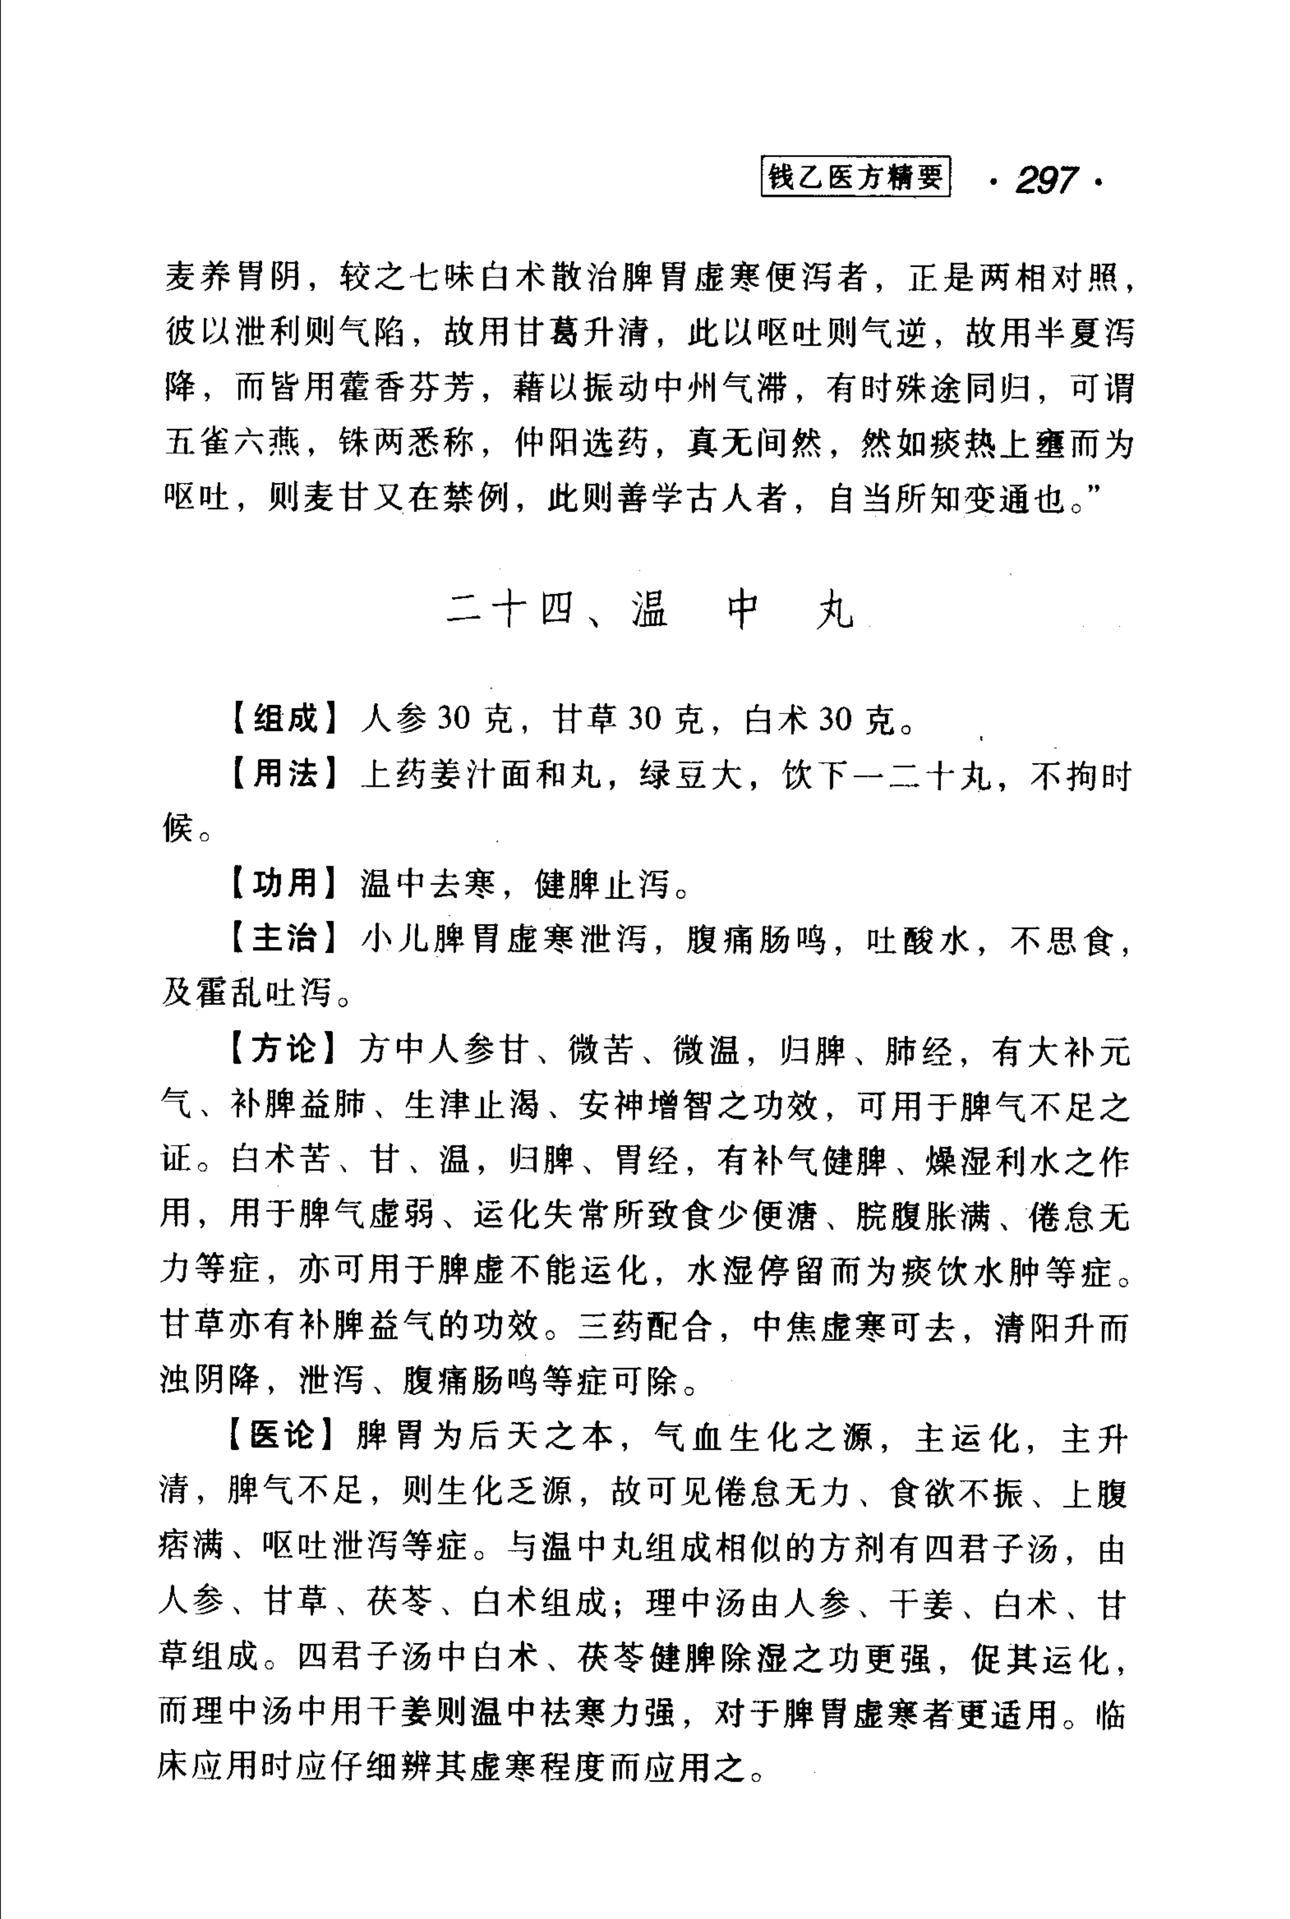 钱乙医方精要 · 297 ·
麦养胃阴，较之七味白术散治脾胃虚寒便泻者，正是两相对照，
彼以泄利则气陷，故用甘葛升清，此以呕吐则气逆，故用半夏泻
降，而皆用藿香芬芳，藉以振动中州气滞，有时殊途同归，可谓
五雀六燕，铢两悉称，仲阳选药，真无间然，然如痰热上壅而为
呕吐，则麦甘又在禁例，此则善学古人者，自当所知变通也。”
二十四、温 中 丸
【组成】人参 30 克，甘草 30 克，白术 30 克。
【用法】上药姜汁面和丸，绿豆大，饮下一二十丸，不拘时
候。
【功用】温中去寒，健脾止泻。
【主治】小儿脾胃虚寒泄泻，腹痛肠鸣，吐酸水，不思食，
及霍乱吐泻。
【方论】方中人参甘、微苦、微温，归脾、肺经，有大补元
气、补脾益肺、生津止渴、安神增智之功效，可用于脾气不足之
证。白术苦、甘、温，归脾、胃经，有补气健脾、燥湿利水之作
用，用于脾气虚弱、运化失常所致食少便溏、脘腹胀满、倦怠无
力等症，亦可用于脾虚不能运化，水湿停留而为痰饮水肿等症。
甘草亦有补脾益气的功效。三药配合，中焦虚寒可去，清阳升而
浊阴降，泄泻、腹痛肠鸣等症可除。
【医论】脾胃为后天之本，气血生化之源，主运化，主升
清，脾气不足，则生化乏源，故可见倦怠无力、食欲不振、上腹
痞满、呕吐泄泻等症。与温中丸组成相似的方剂有四君子汤，由
人参、甘草、茯苓、白术组成；理中汤由人参、干姜、白术、甘
草组成。四君子汤中白术、茯苓健脾除湿之功更强，促其运化，
而理中汤中用干姜则温中祛寒力强，对于脾胃虚寒者更适用。临
床应用时应仔细辨其虚寒程度而应用之。